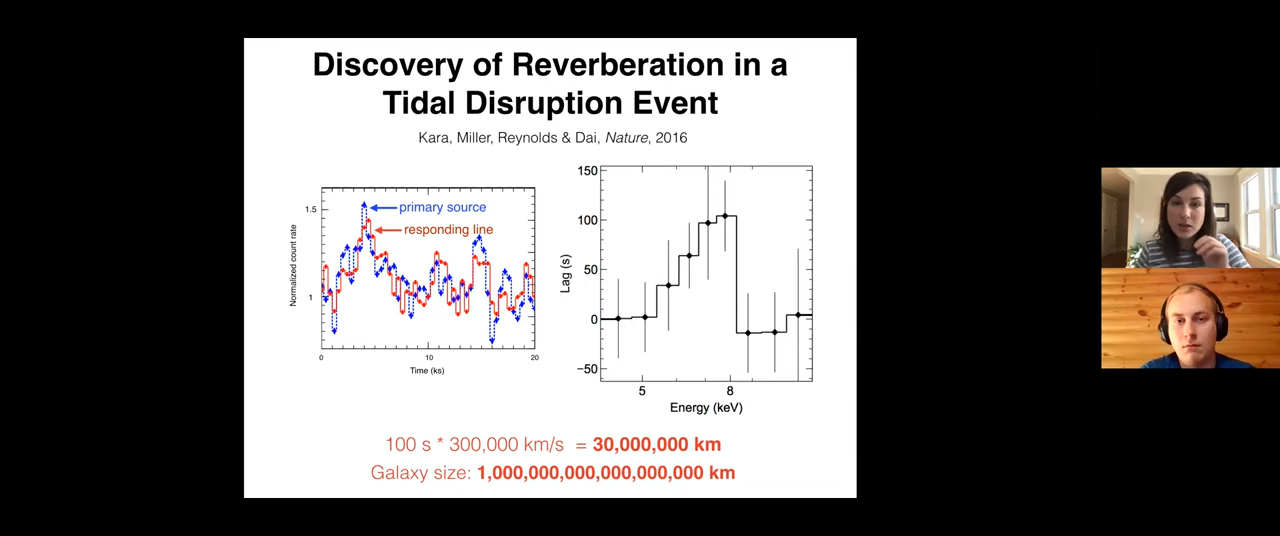 Discovery of Reverberation in a
Tidal Disruption Event
Kara, Miller, Reynolds & Dai, Nature, 2016
1.5
1
Normalized count rate
primary source
responding line
0
10
20
Time (ks)
150
100
50
0
−50
Lag (s)
5
8
Energy (keV)
100 s * 300,000 km/s = 30,000,000 km
Galaxy size: 1,000,000,000,000,000,000 km